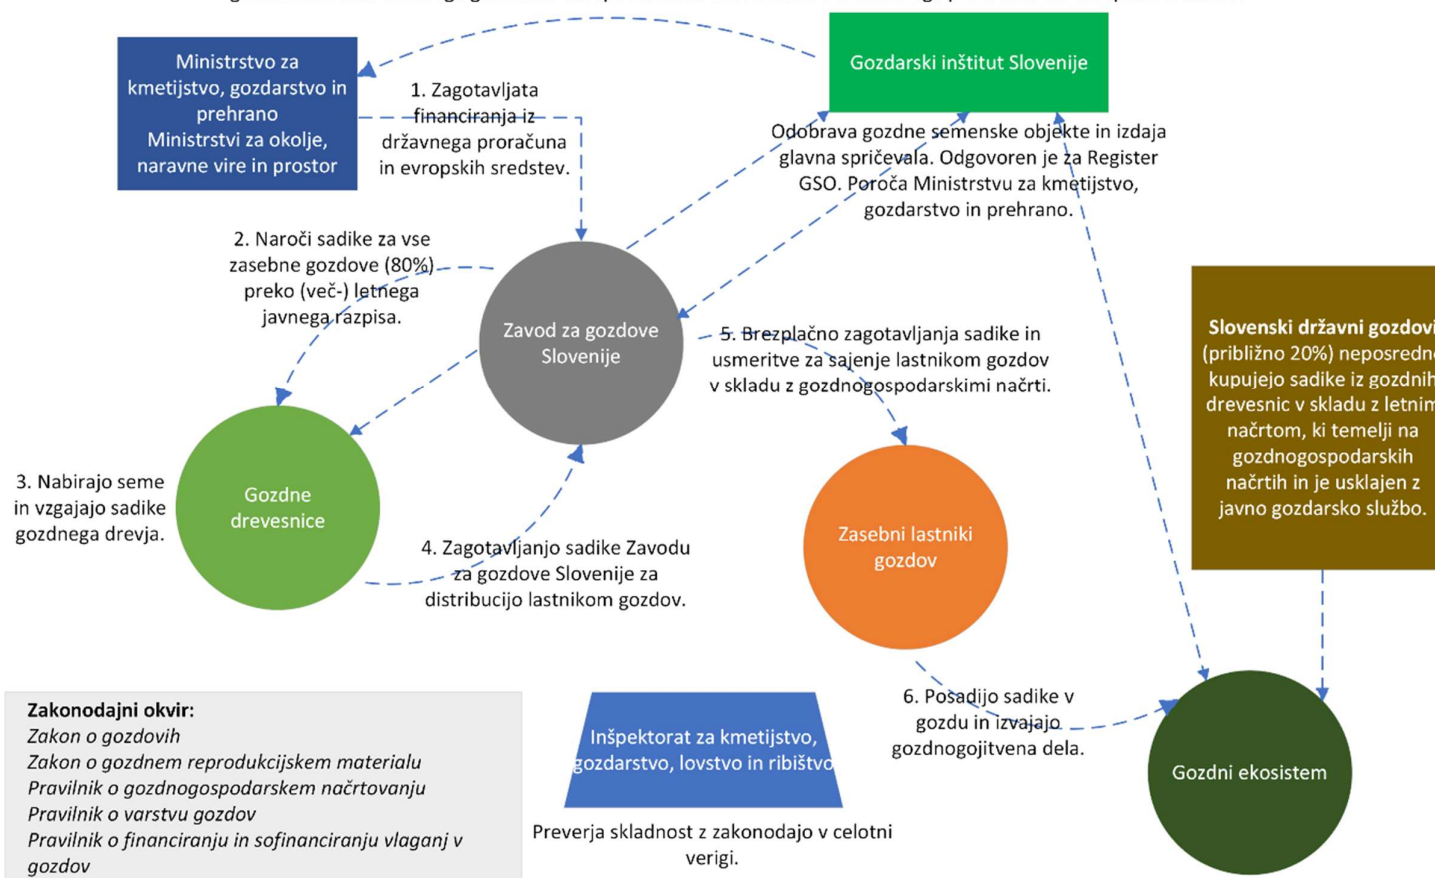 Ministrstvo za
kmetijstvo, gozdarstvo in
prehrano
Ministrstvi za okolje,
naravne vire in prostor
1. Zagotavljata
financiranja iz
državnega proračuna
in evropskih sredstev.
Gozdarski inštitut Slovenije
Odobrava gozdne semenske objekte in izdaja
glavna spričevala. Odgovoren je za Register
GSO. Poroča Ministrstvu za kmetijstvo,
gozdarstvo in prehrano.
2. Naroči sadike za vse
zasebne gozdove (80%)
preko (več-) letnega
javnega razpisa.
Zavod za gozdove
Slovenije
5. Brezplačno zagotavljanja sadike in
usmeritve za sajenje lastnikom gozdov
v skladu z gozdnogospodarskimi načrti.
Slovenski državni gozdovi
(približno 20%) neposredno
kupujejo sadike iz gozdnih
drevesnic v skladu z letnim
načrtom, ki temelji na
gozdnogospodarskih
načrtih in je usklajen z
javno gozdarsko službo.
3. Nabirajo seme
in vzgajajo sadike
gozdnega drevja.
Gozdne
drevesnice
4. Zagotavljanjo sadike Zavodu
za gozdove Slovenije za
distribucijo lastnikom gozdov.
Zasebni lastniki
gozdov
6. Posadijo sadike v
gozdu in izvajajo
gozdnogojitvena dela.
Gozdni ekosistem
Zakonodajni okvir:
Zakon o gozdovih
Zakon o gozdnem reprodukcijskem materialu
Pravilnik o gozdnogospodarskem načrtovanju
Pravilnik o varstvu gozdov
Pravilnik o financiranju in sofinanciranju vlaganj v
gozdov
Inšpektorat za kmetijstvo,
gozdarstvo, lovstvo in ribištvo
Preverja skladnost z zakonodajo v celotni
verigi.